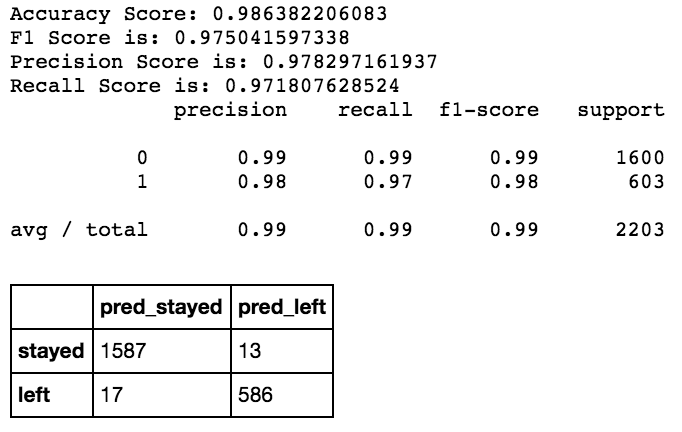 Accuracy Score: 0.986382206083
F1 Score is: 0.975041597338
Precision Score is: 0.978297161937
Recall Score is: 0.971807628524
precision recall f1-score support
0 0.99 0.99 0.99 1600
1 0.98 0.97 0.98 603
avg / total 0.99 0.99 0.99 2203
pred_stayed pred_left
stayed 1587 13
left 17 586